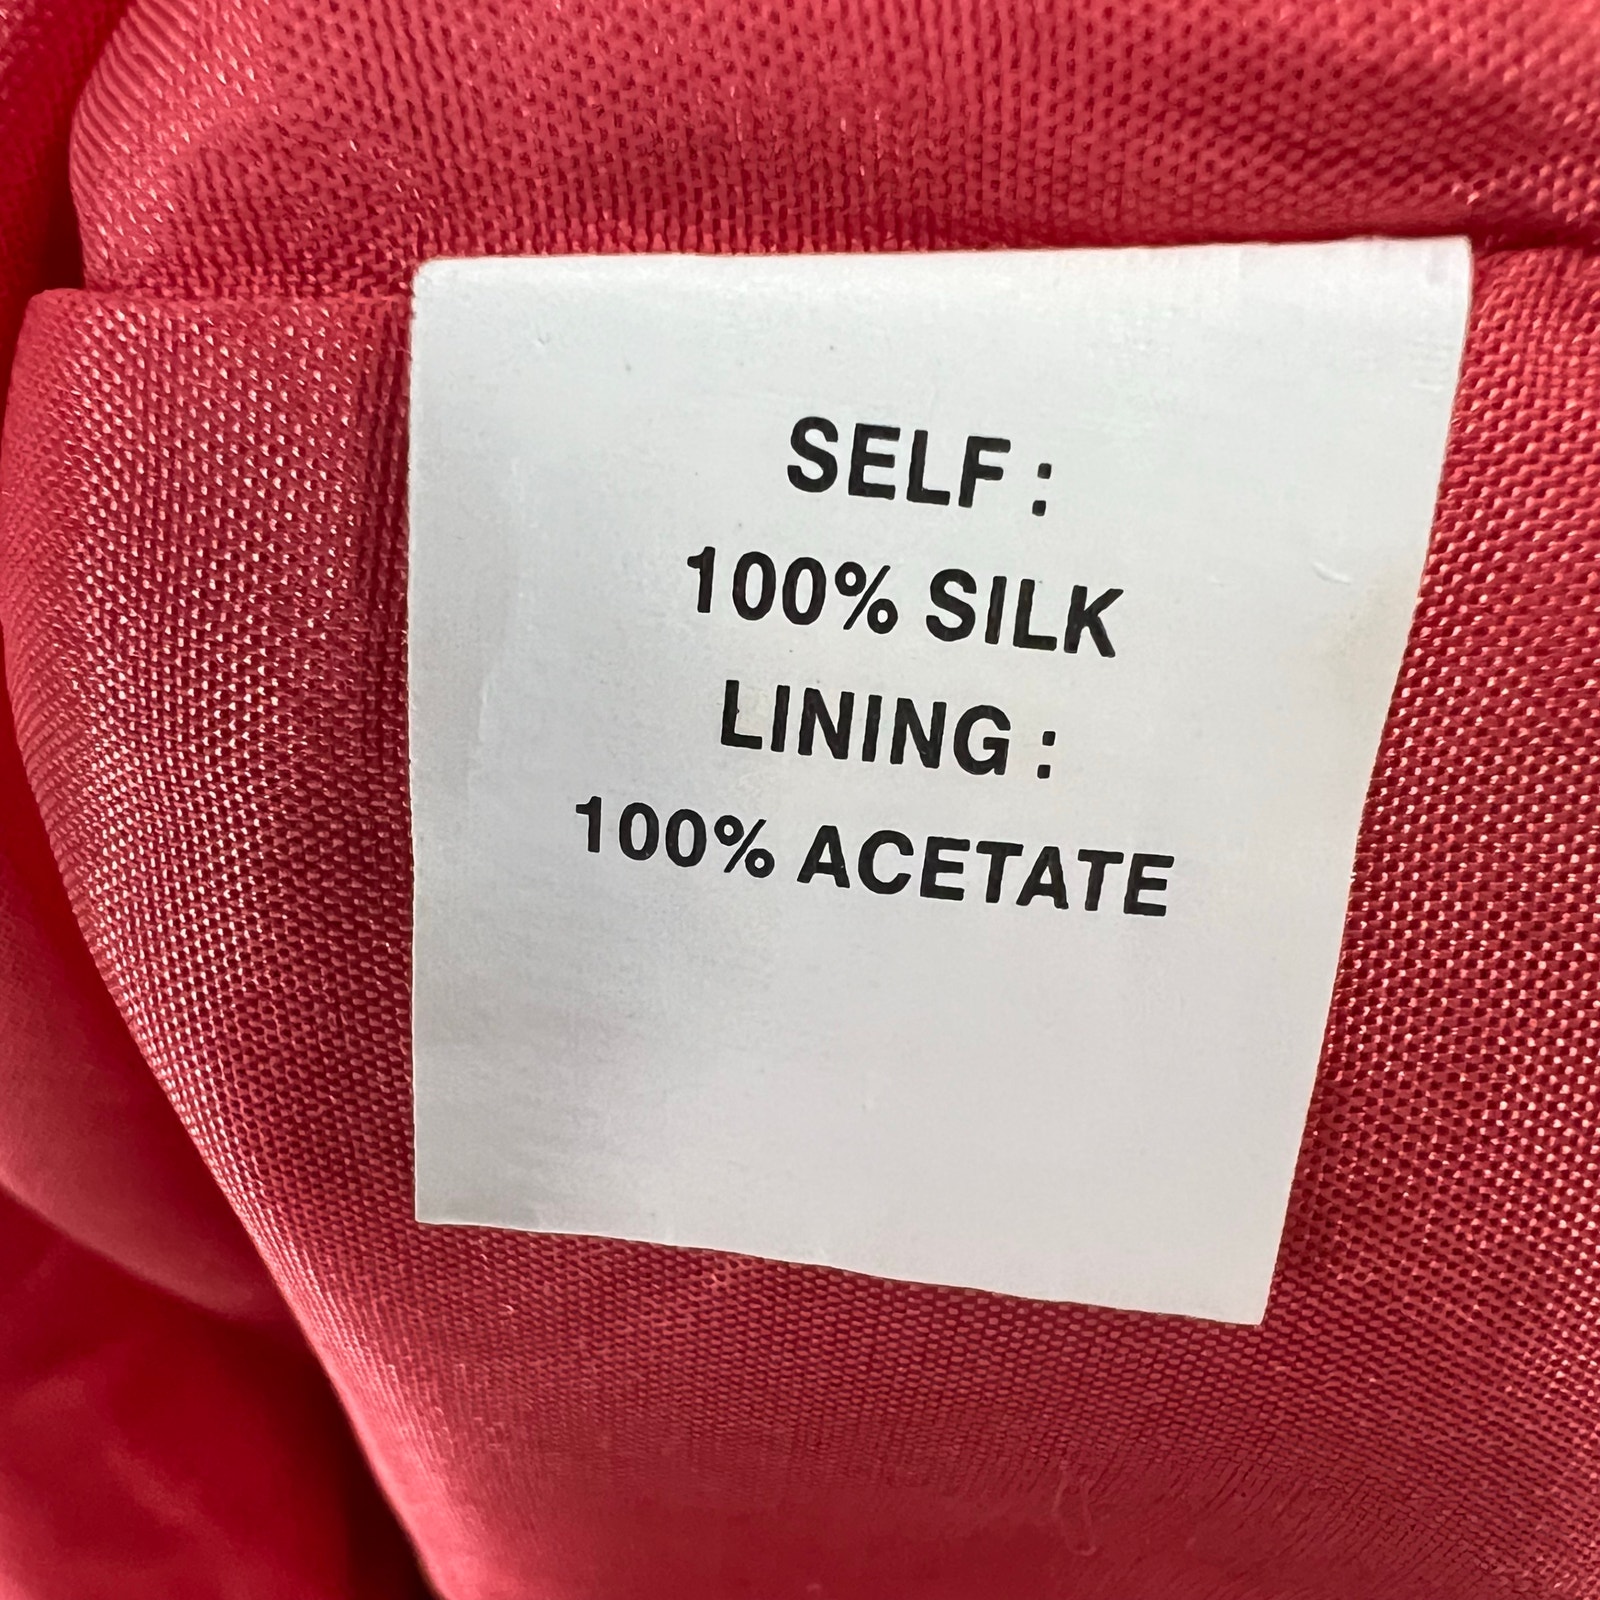 SELF :
100% SILK
LINING :
100% ACETATE